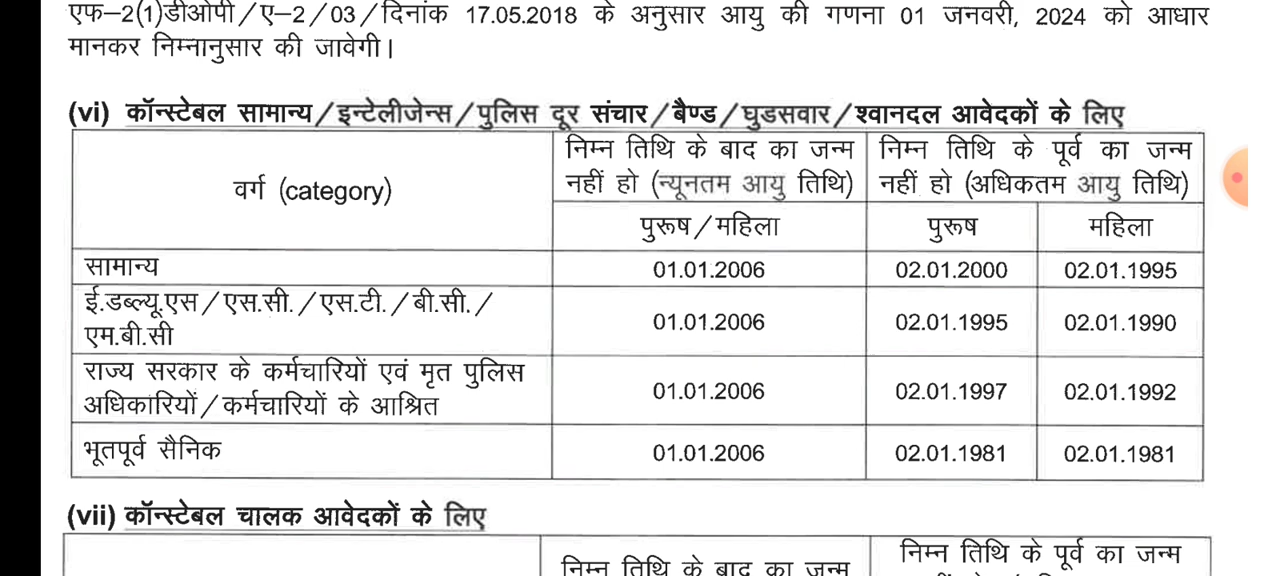 एफ–2(1)डीओपी/ए–2/03/दिनांक 17.05.2018 के अनुसार आयु की गणना 01 जनवरी, 2024 को आधार
मानकर निम्नानुसार की जावेगी।
(vi) कॉन्स्टेबल सामान्य/इन्टेलीजेन्स/पुलिस दूर संचार/बैण्ड/घुडसवार/श्वानदल आवेदकों के लिए
वर्ग (category)
निम्न तिथि के बाद का जन्म
नहीं हो (न्यूनतम आयु तिथि)
निम्न तिथि के पूर्व का जन्म
नहीं हो (अधिकतम आयु तिथि)
पुरूष/महिला
पुरूष
महिला
सामान्य 01.01.2006 02.01.2000 02.01.1995
ई.डब्ल्यू.एस/एस.सी./एस.टी./बी.सी./
एम.बी.सी 01.01.2006 02.01.1995 02.01.1990
राज्य सरकार के कर्मचारियों एवं मृत पुलिस
अधिकारियों/कर्मचारियों के आश्रित 01.01.2006 02.01.1997 02.01.1992
भूतपूर्व सैनिक 01.01.2006 02.01.1981 02.01.1981
(vii) कॉन्स्टेबल चालक आवेदकों के लिए
निम्न तिथि के बाद का जन्म
निम्न तिथि के पूर्व का जन्म